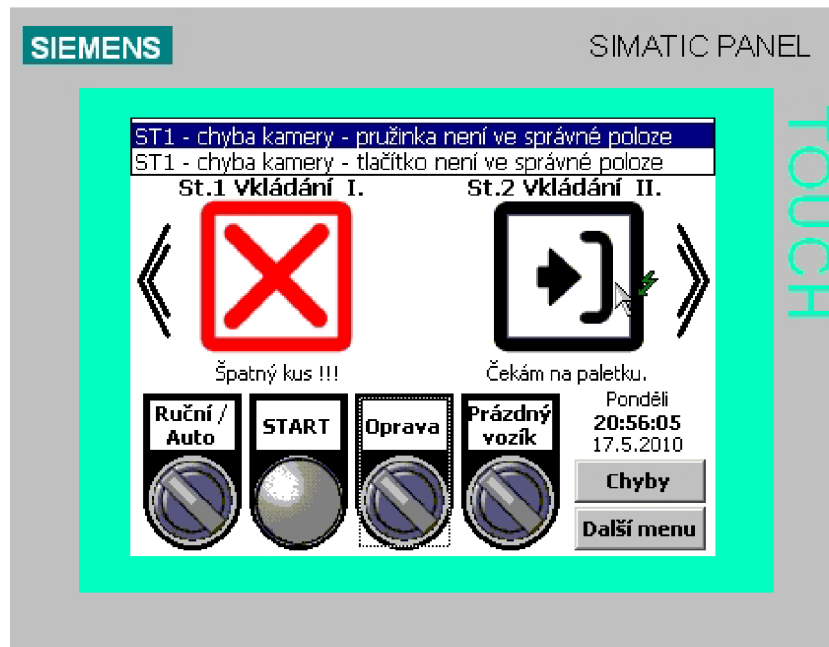 SIEMENS
SIMATIC PANEL
TOUCH
ST1 - chyba kamery - pružinka není ve správné poloze
ST1 - chyba kamery - tlačítko není ve správné poloze
St.1 Vkládání I.
St.2 Vkládání II.
Špatný kus !!!
Čekám na paletku.
Ruční /
Auto
START
Oprava
Prázdný
vozík
Ponděli
20:56:05
17.5.2010
Chyby
Další menu